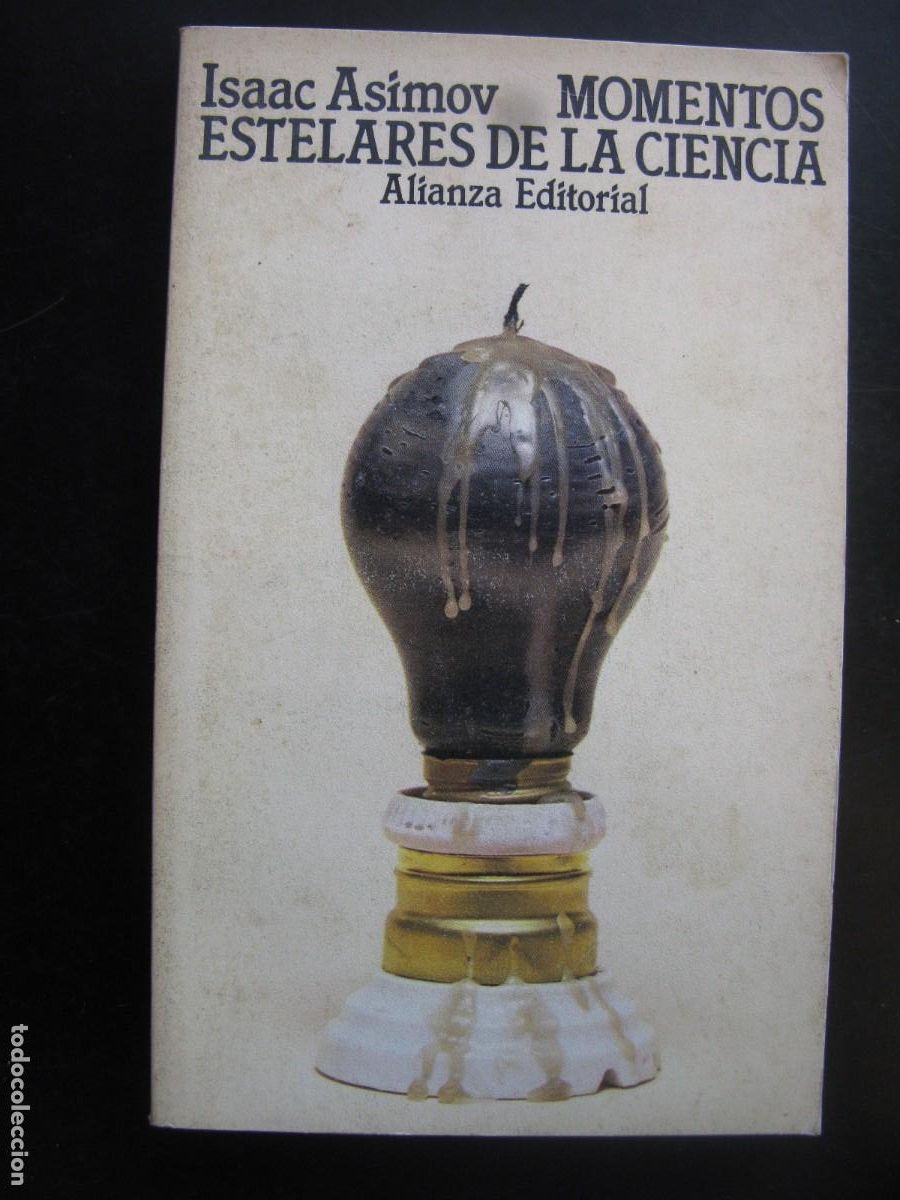 Isaac Asimov MOMENTOS
ESTELARES DE LA CIENCIA
Alianza Editorial
todocoleccion